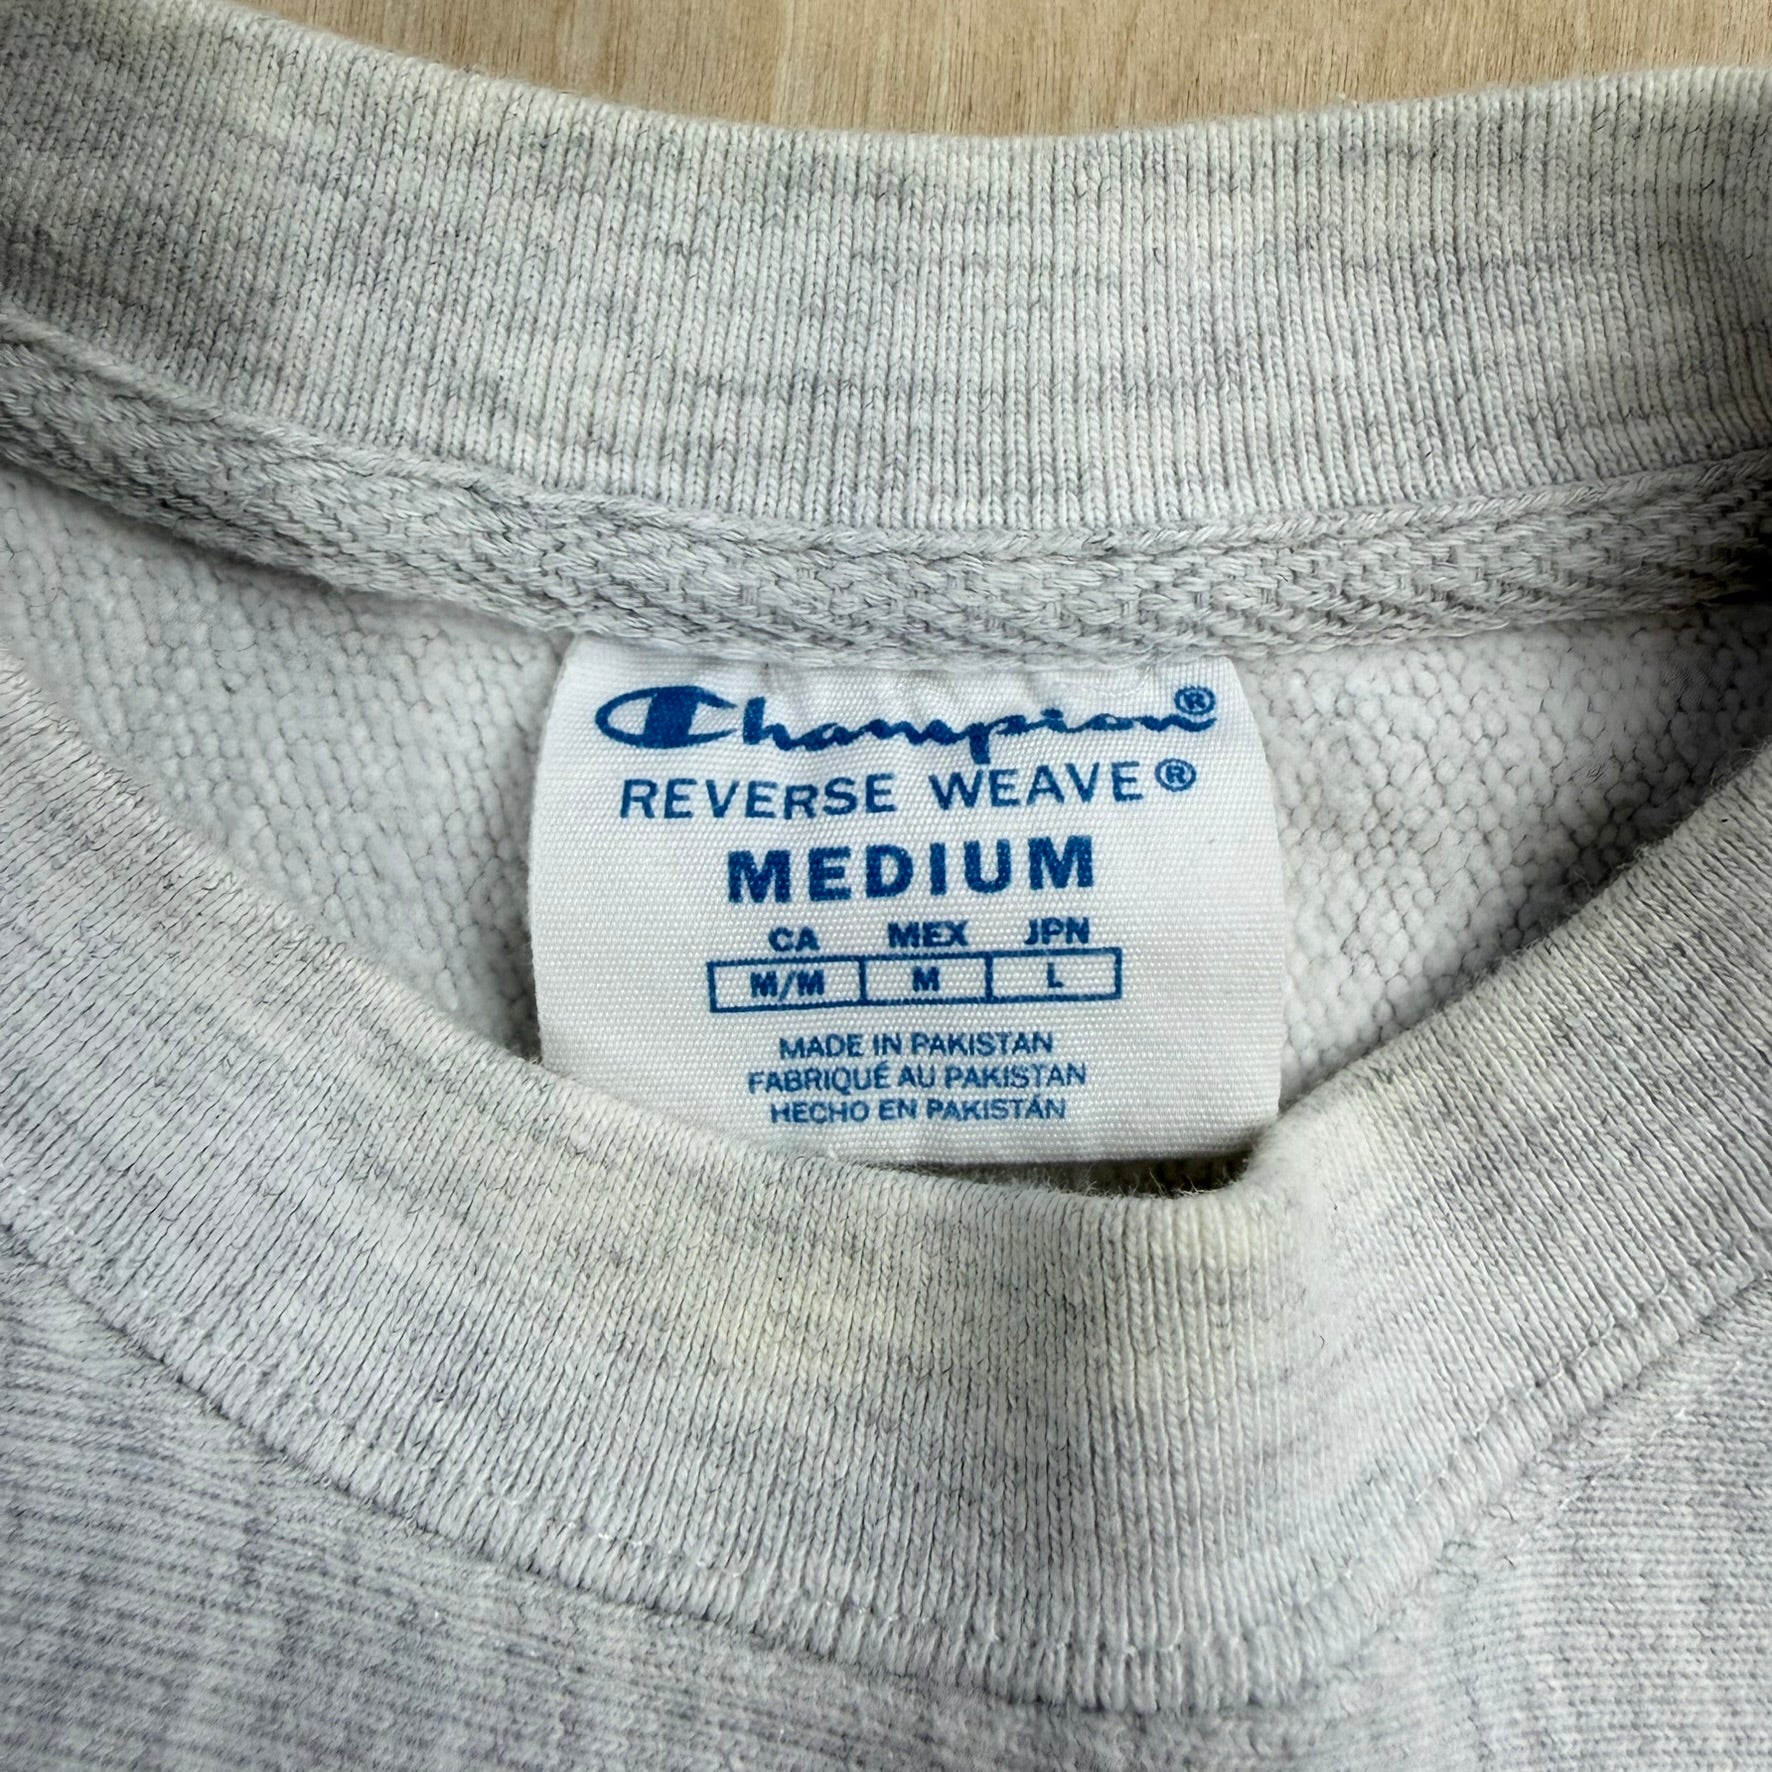 Champion®
REVERSE WEAVE®
MEDIUM
CA MEX JPN
M/M M L
MADE IN PAKISTAN
FABRIQUÉ AU PAKISTAN
HECHO EN PAKISTÁN